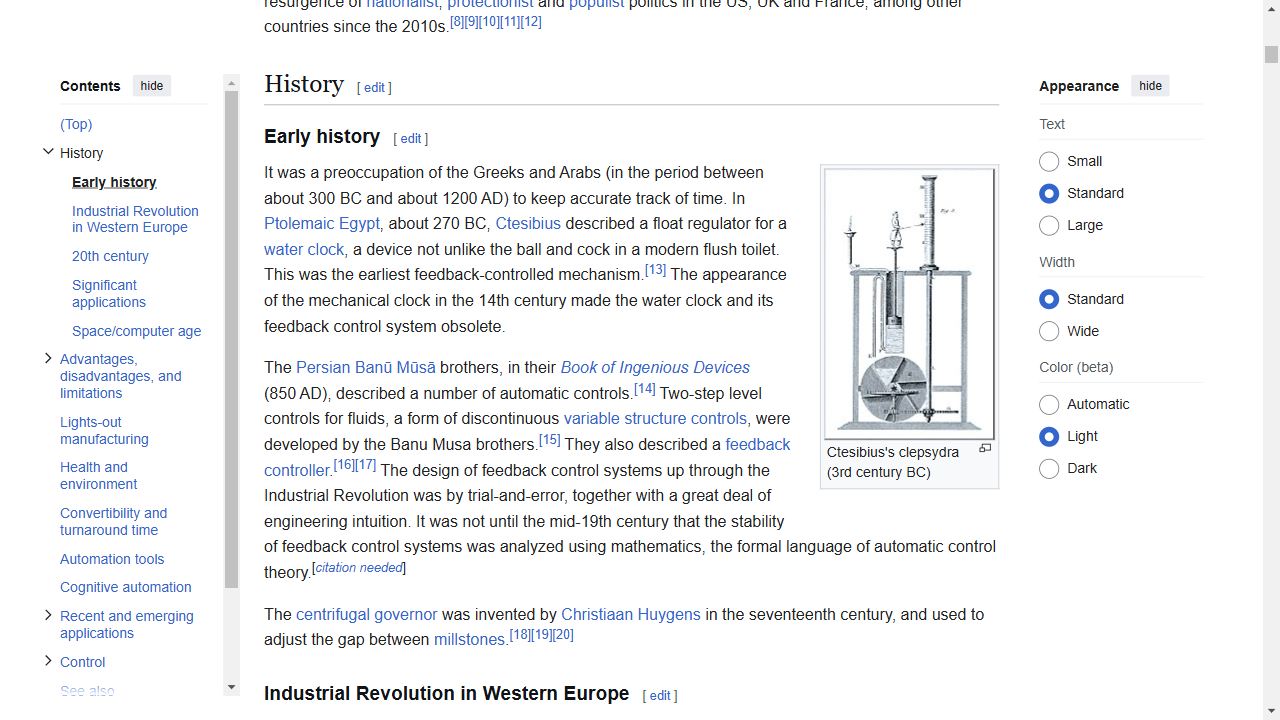 resurgence of nationalist, protectionist and populist politics in the US, UK and France, among other
countries since the 2010s.[8][9][10][11][12]
Contents hide
(Top)
History
Early history
Industrial Revolution
in Western Europe
20th century
Significant
applications
Space/computer age
Advantages,
disadvantages, and
limitations
Lights-out
manufacturing
Health and
environment
Convertibility and
turnaround time
Automation tools
Cognitive automation
Recent and emerging
applications
Control
See also
History [ edit ]
Early history [ edit ]
It was a preoccupation of the Greeks and Arabs (in the period between
about 300 BC and about 1200 AD) to keep accurate track of time. In
Ptolemaic Egypt, about 270 BC, Ctesibius described a float regulator for a
water clock, a device not unlike the ball and cock in a modern flush toilet.
This was the earliest feedback-controlled mechanism.[13] The appearance
of the mechanical clock in the 14th century made the water clock and its
feedback control system obsolete.
The Persian Banū Mūsā brothers, in their Book of Ingenious Devices
(850 AD), described a number of automatic controls.[14] Two-step level
controls for fluids, a form of discontinuous variable structure controls, were
developed by the Banu Musa brothers.[15] They also described a feedback
controller.[16][17] The design of feedback control systems up through the
Industrial Revolution was by trial-and-error, together with a great deal of
engineering intuition. It was not until the mid-19th century that the stability
of feedback control systems was analyzed using mathematics, the formal language of automatic control
theory.[citation needed]
The centrifugal governor was invented by Christiaan Huygens in the seventeenth century, and used to
adjust the gap between millstones.[18][19][20]
Industrial Revolution in Western Europe [ edit ]
Ctesibius's clepsydra
(3rd century BC)
Appearance hide
Text
Small
Standard
Large
Width
Standard
Wide
Color (beta)
Automatic
Light
Dark